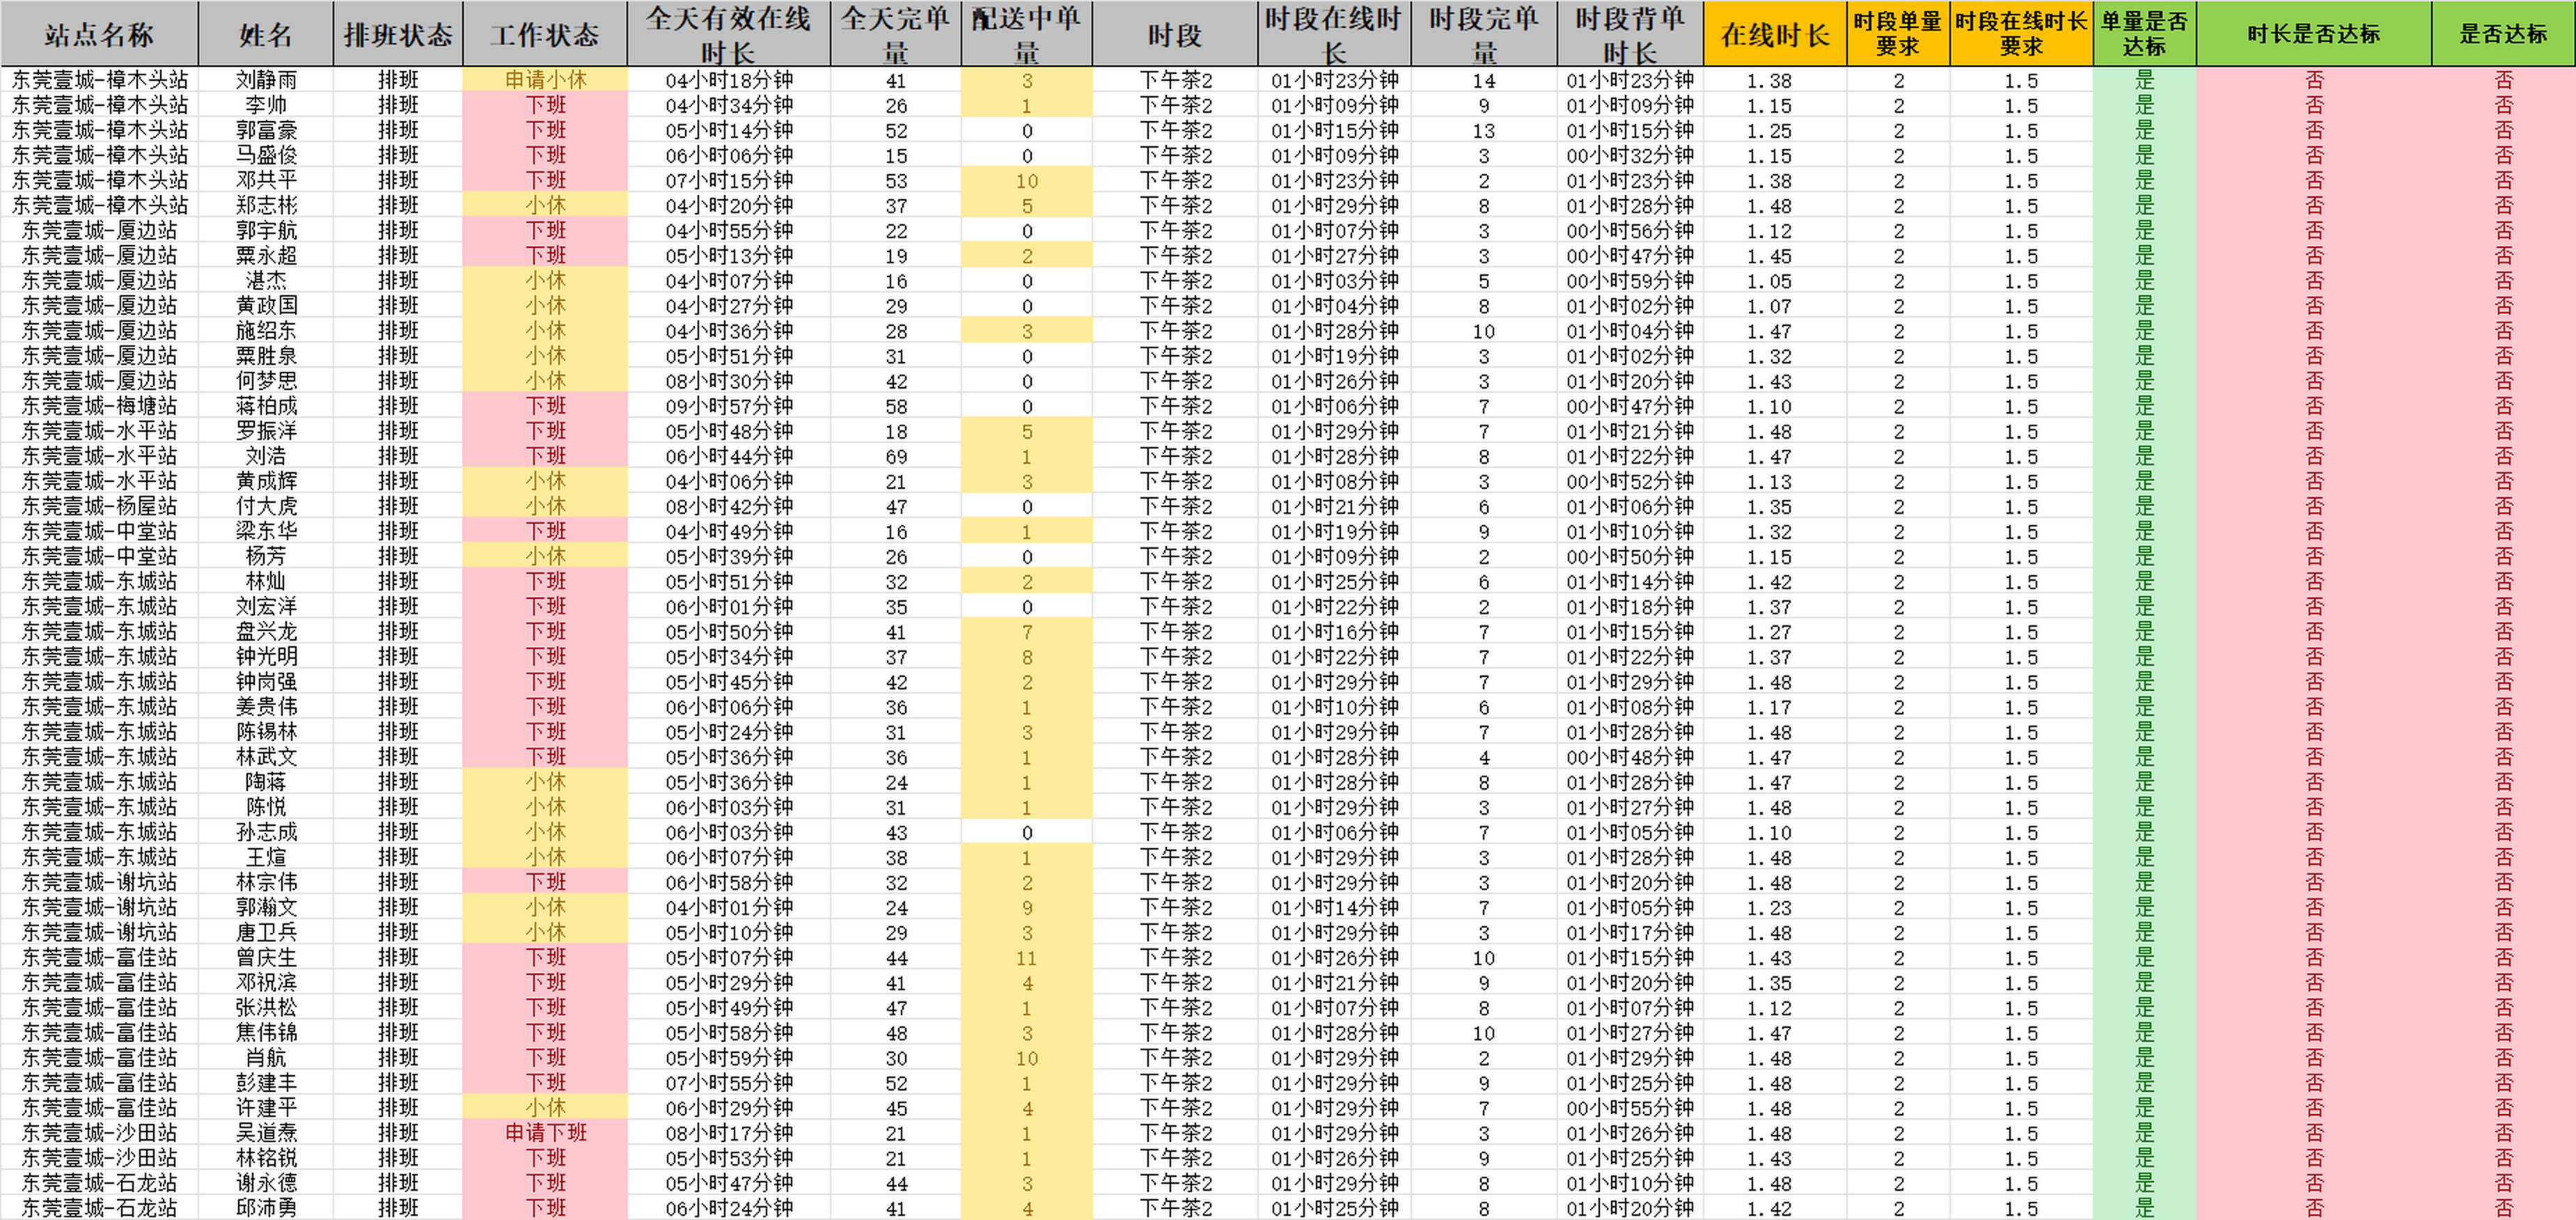 站点名称 姓名 排班状态 工作状态 全天有效在线时长 全天完单量 配送中单量 时段 时段在线时长 时段完单量 时段背单时长 在线时长 时段单量要求 时段在线时长要求 单量是否达标 时长是否达标 是否达标
东莞壹城-樟木头站 刘静雨 排班 申请小休 04小时18分钟 41 3 下午茶2 01小时23分钟 14 01小时23分钟 1.38 2 1.5 是 否 否
东莞壹城-樟木头站 李帅 排班 下班 04小时34分钟 26 1 下午茶2 01小时09分钟 9 01小时09分钟 1.15 2 1.5 是 否 否
东莞壹城-樟木头站 郭富豪 排班 下班 05小时14分钟 52 0 下午茶2 01小时15分钟 13 01小时15分钟 1.25 2 1.5 是 否 否
东莞壹城-樟木头站 马盛俊 排班 下班 06小时06分钟 15 0 下午茶2 01小时09分钟 3 00小时32分钟 1.15 2 1.5 是 否 否
东莞壹城-樟木头站 邓共平 排班 下班 07小时15分钟 53 10 下午茶2 01小时23分钟 2 01小时23分钟 1.38 2 1.5 是 否 否
东莞壹城-樟木头站 郑志彬 排班 小休 04小时20分钟 37 5 下午茶2 01小时29分钟 8 01小时28分钟 1.48 2 1.5 是 否 否
东莞壹城-厦边站 郭宇航 排班 下班 04小时55分钟 22 0 下午茶2 01小时07分钟 3 00小时56分钟 1.12 2 1.5 是 否 否
东莞壹城-厦边站 粟永超 排班 下班 05小时13分钟 19 2 下午茶2 01小时27分钟 3 00小时47分钟 1.45 2 1.5 是 否 否
东莞壹城-厦边站 湛杰 排班 小休 04小时07分钟 16 0 下午茶2 01小时03分钟 5 00小时59分钟 1.05 2 1.5 是 否 否
东莞壹城-厦边站 黄政国 排班 小休 04小时27分钟 29 0 下午茶2 01小时04分钟 8 01小时02分钟 1.07 2 1.5 是 否 否
东莞壹城-厦边站 施绍东 排班 小休 04小时36分钟 28 3 下午茶2 01小时28分钟 10 01小时04分钟 1.47 2 1.5 是 否 否
东莞壹城-厦边站 粟胜泉 排班 小休 05小时51分钟 31 0 下午茶2 01小时19分钟 3 01小时02分钟 1.32 2 1.5 是 否 否
东莞壹城-厦边站 何梦思 排班 小休 08小时30分钟 42 0 下午茶2 01小时26分钟 3 01小时20分钟 1.43 2 1.5 是 否 否
东莞壹城-梅塘站 蒋柏成 排班 下班 09小时57分钟 58 0 下午茶2 01小时06分钟 7 00小时47分钟 1.10 2 1.5 是 否 否
东莞壹城-水平站 罗振洋 排班 下班 05小时48分钟 18 5 下午茶2 01小时29分钟 7 01小时21分钟 1.48 2 1.5 是 否 否
东莞壹城-水平站 刘浩 排班 下班 06小时44分钟 69 1 下午茶2 01小时28分钟 8 01小时22分钟 1.47 2 1.5 是 否 否
东莞壹城-水平站 黄成辉 排班 小休 04小时06分钟 21 3 下午茶2 01小时08分钟 3 00小时52分钟 1.13 2 1.5 是 否 否
东莞壹城-杨屋站 付大虎 排班 小休 08小时42分钟 47 0 下午茶2 01小时21分钟 6 01小时06分钟 1.35 2 1.5 是 否 否
东莞壹城-中堂站 梁东华 排班 下班 04小时49分钟 16 1 下午茶2 01小时19分钟 9 01小时10分钟 1.32 2 1.5 是 否 否
东莞壹城-中堂站 杨芳 排班 小休 05小时39分钟 26 0 下午茶2 01小时09分钟 2 00小时50分钟 1.15 2 1.5 是 否 否
东莞壹城-东城站 林灿 排班 下班 05小时51分钟 32 2 下午茶2 01小时25分钟 6 01小时14分钟 1.42 2 1.5 是 否 否
东莞壹城-东城站 刘宏洋 排班 下班 06小时01分钟 35 0 下午茶2 01小时22分钟 2 01小时18分钟 1.37 2 1.5 是 否 否
东莞壹城-东城站 盘兴龙 排班 下班 05小时50分钟 41 7 下午茶2 01小时16分钟 7 01小时15分钟 1.27 2 1.5 是 否 否
东莞壹城-东城站 钟光明 排班 下班 05小时34分钟 37 8 下午茶2 01小时22分钟 7 01小时22分钟 1.37 2 1.5 是 否 否
东莞壹城-东城站 钟岗强 排班 下班 05小时45分钟 42 2 下午茶2 01小时29分钟 7 01小时29分钟 1.48 2 1.5 是 否 否
东莞壹城-东城站 姜贵伟 排班 下班 06小时06分钟 36 1 下午茶2 01小时10分钟 6 01小时08分钟 1.17 2 1.5 是 否 否
东莞壹城-东城站 陈锡林 排班 下班 05小时24分钟 31 3 下午茶2 01小时29分钟 7 01小时28分钟 1.48 2 1.5 是 否 否
东莞壹城-东城站 林武文 排班 下班 05小时36分钟 36 1 下午茶2 01小时28分钟 4 00小时48分钟 1.47 2 1.5 是 否 否
东莞壹城-东城站 陶蒋 排班 小休 05小时36分钟 24 1 下午茶2 01小时28分钟 8 01小时28分钟 1.47 2 1.5 是 否 否
东莞壹城-东城站 陈悦 排班 小休 06小时03分钟 31 1 下午茶2 01小时29分钟 3 01小时27分钟 1.48 2 1.5 是 否 否
东莞壹城-东城站 孙志成 排班 小休 06小时03分钟 43 0 下午茶2 01小时06分钟 7 01小时05分钟 1.10 2 1.5 是 否 否
东莞壹城-东城站 王煊 排班 小休 06小时07分钟 38 1 下午茶2 01小时29分钟 3 01小时28分钟 1.48 2 1.5 是 否 否
东莞壹城-谢坑站 林宗伟 排班 下班 06小时58分钟 32 2 下午茶2 01小时29分钟 3 01小时20分钟 1.48 2 1.5 是 否 否
东莞壹城-谢坑站 郭瀚文 排班 小休 04小时01分钟 24 9 下午茶2 01小时14分钟 7 01小时05分钟 1.23 2 1.5 是 否 否
东莞壹城-谢坑站 唐卫兵 排班 小休 05小时10分钟 29 3 下午茶2 01小时29分钟 3 01小时17分钟 1.48 2 1.5 是 否 否
东莞壹城-富佳站 曾庆生 排班 下班 05小时07分钟 44 11 下午茶2 01小时26分钟 10 01小时15分钟 1.43 2 1.5 是 否 否
东莞壹城-富佳站 邓祝滨 排班 下班 05小时29分钟 41 4 下午茶2 01小时21分钟 9 01小时20分钟 1.35 2 1.5 是 否 否
东莞壹城-富佳站 张洪松 排班 下班 05小时49分钟 47 1 下午茶2 01小时07分钟 8 01小时07分钟 1.12 2 1.5 是 否 否
东莞壹城-富佳站 焦伟锦 排班 下班 05小时58分钟 48 3 下午茶2 01小时28分钟 10 01小时27分钟 1.47 2 1.5 是 否 否
东莞壹城-富佳站 肖航 排班 下班 05小时59分钟 30 10 下午茶2 01小时29分钟 2 01小时29分钟 1.48 2 1.5 是 否 否
东莞壹城-富佳站 彭建丰 排班 下班 07小时55分钟 52 1 下午茶2 01小时29分钟 9 01小时25分钟 1.48 2 1.5 是 否 否
东莞壹城-富佳站 许建平 排班 小休 06小时29分钟 45 4 下午茶2 01小时29分钟 7 00小时55分钟 1.48 2 1.5 是 否 否
东莞壹城-沙田站 吴道焘 排班 申请下班 08小时17分钟 21 1 下午茶2 01小时29分钟 3 01小时26分钟 1.48 2 1.5 是 否 否
东莞壹城-沙田站 林铭锐 排班 下班 05小时53分钟 21 1 下午茶2 01小时26分钟 9 01小时25分钟 1.43 2 1.5 是 否 否
东莞壹城-石龙站 谢永德 排班 下班 05小时47分钟 44 3 下午茶2 01小时29分钟 8 01小时10分钟 1.48 2 1.5 是 否 否
东莞壹城-石龙站 邱沛勇 排班 下班 06小时24分钟 41 4 下午茶2 01小时25分钟 8 01小时20分钟 1.42 2 1.5 是 否 否